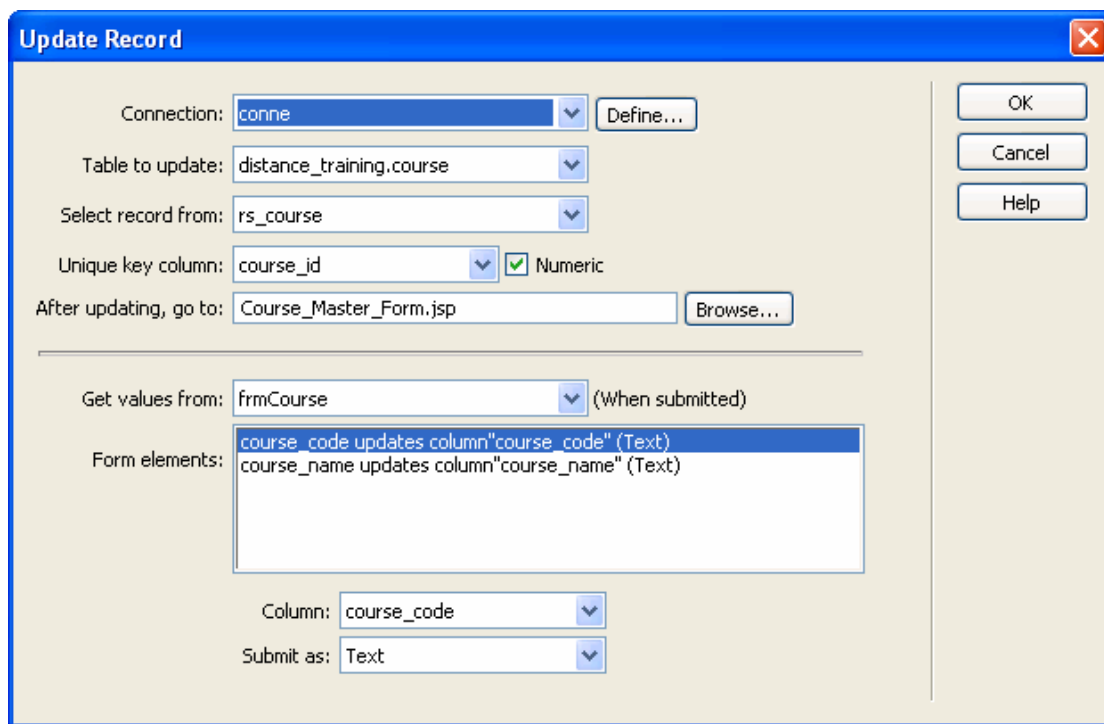 Update Record
Connection: conne Define... OK
Table to update: distance_training.course Cancel
Select record from: rs_course Help
Unique key column: course_id Numeric
After updating, go to: Course_Master_Form.jsp Browse...
Get values from: frmCourse (When submitted)
Form elements: course_code updates column"course_code" (Text)
course_name updates column"course_name" (Text)
Column: course_code
Submit as: Text